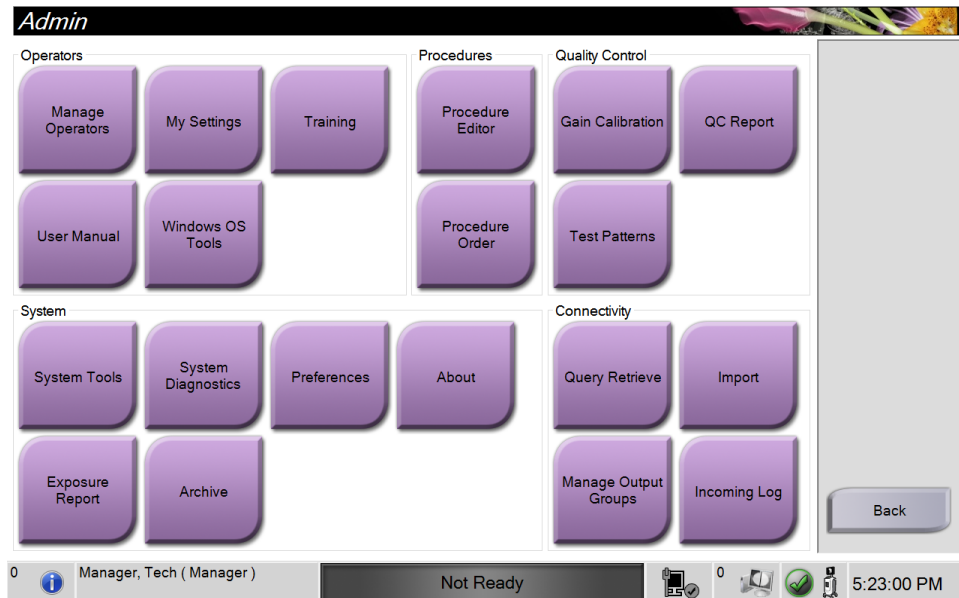 Admin
Operators
Manage
Operators
My Settings
Training
User Manual
Windows OS
Tools
Procedures
Procedure
Editor
Procedure
Order
Quality Control
Gain Calibration
QC Report
Test Patterns
System
System Tools
System
Diagnostics
Preferences
About
Exposure
Report
Archive
Connectivity
Query Retrieve
Import
Manage Output
Groups
Incoming Log
Back
0
Manager, Tech ( Manager )
Not Ready
0
5:23:00 PM